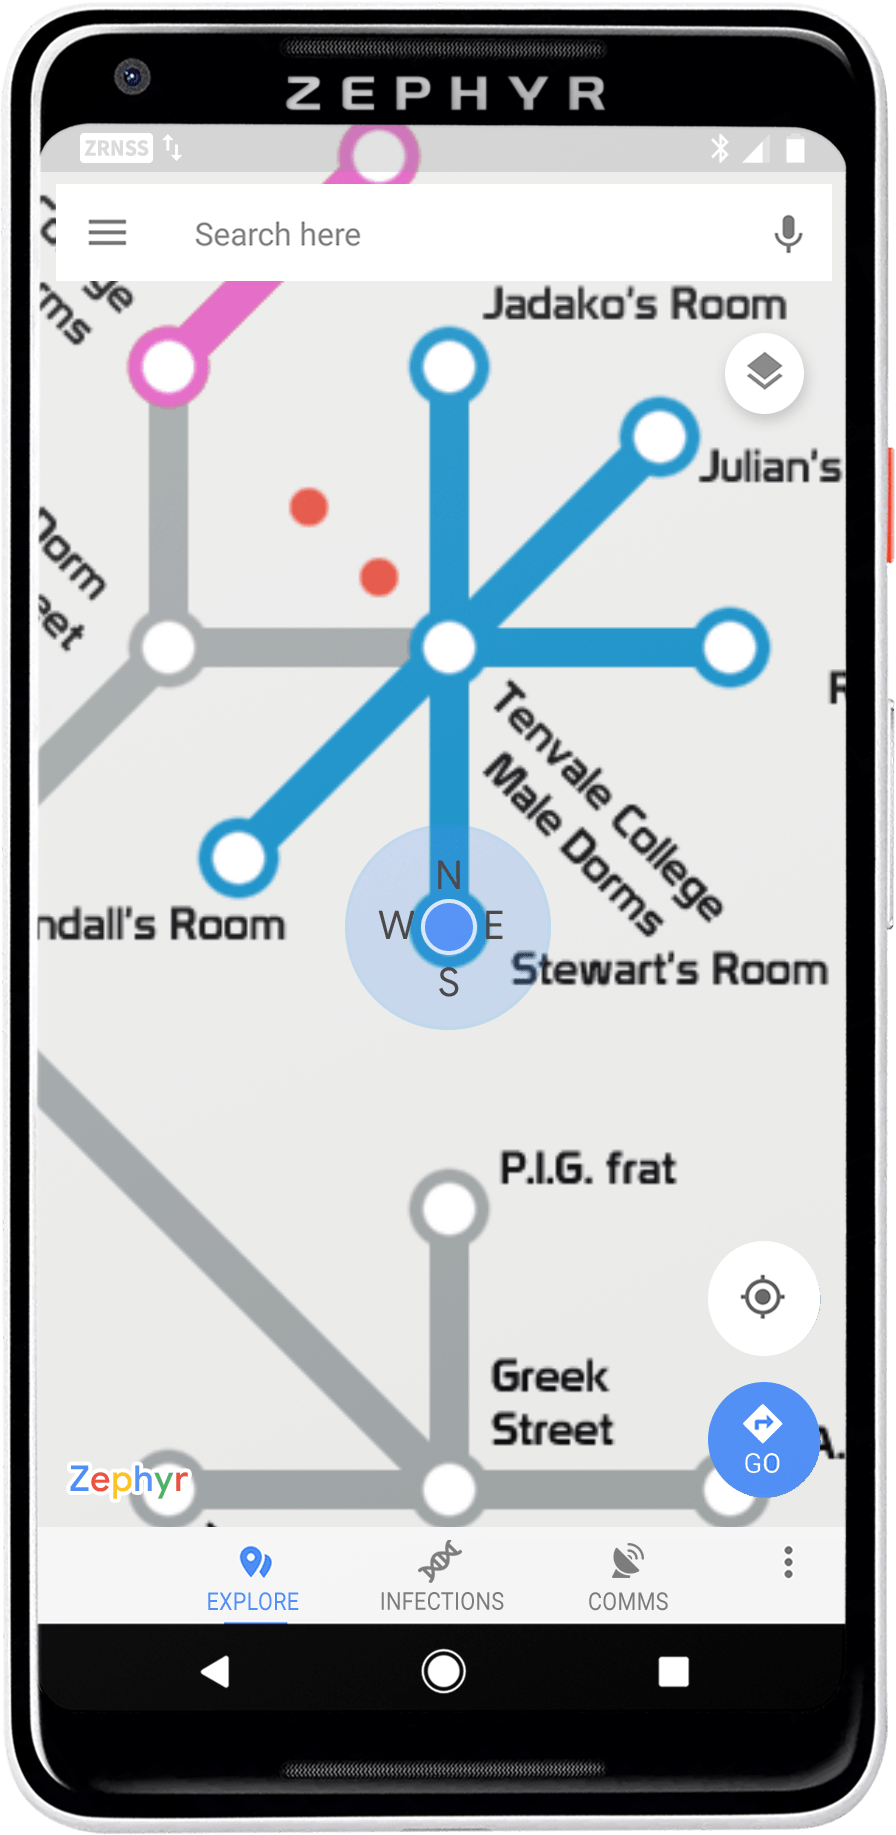 ZEPHYR
ZRNSS
Search here
ge
rms
Jadako's Room
Julian's
Dorm
eet
R
Tenvale College
Male Dorms
ndall's Room
N
W E
S
Stewart's Room
P.I.G. frat
Greek
Street
A.
GO
Zephyr
EXPLORE
INFECTIONS
COMMS